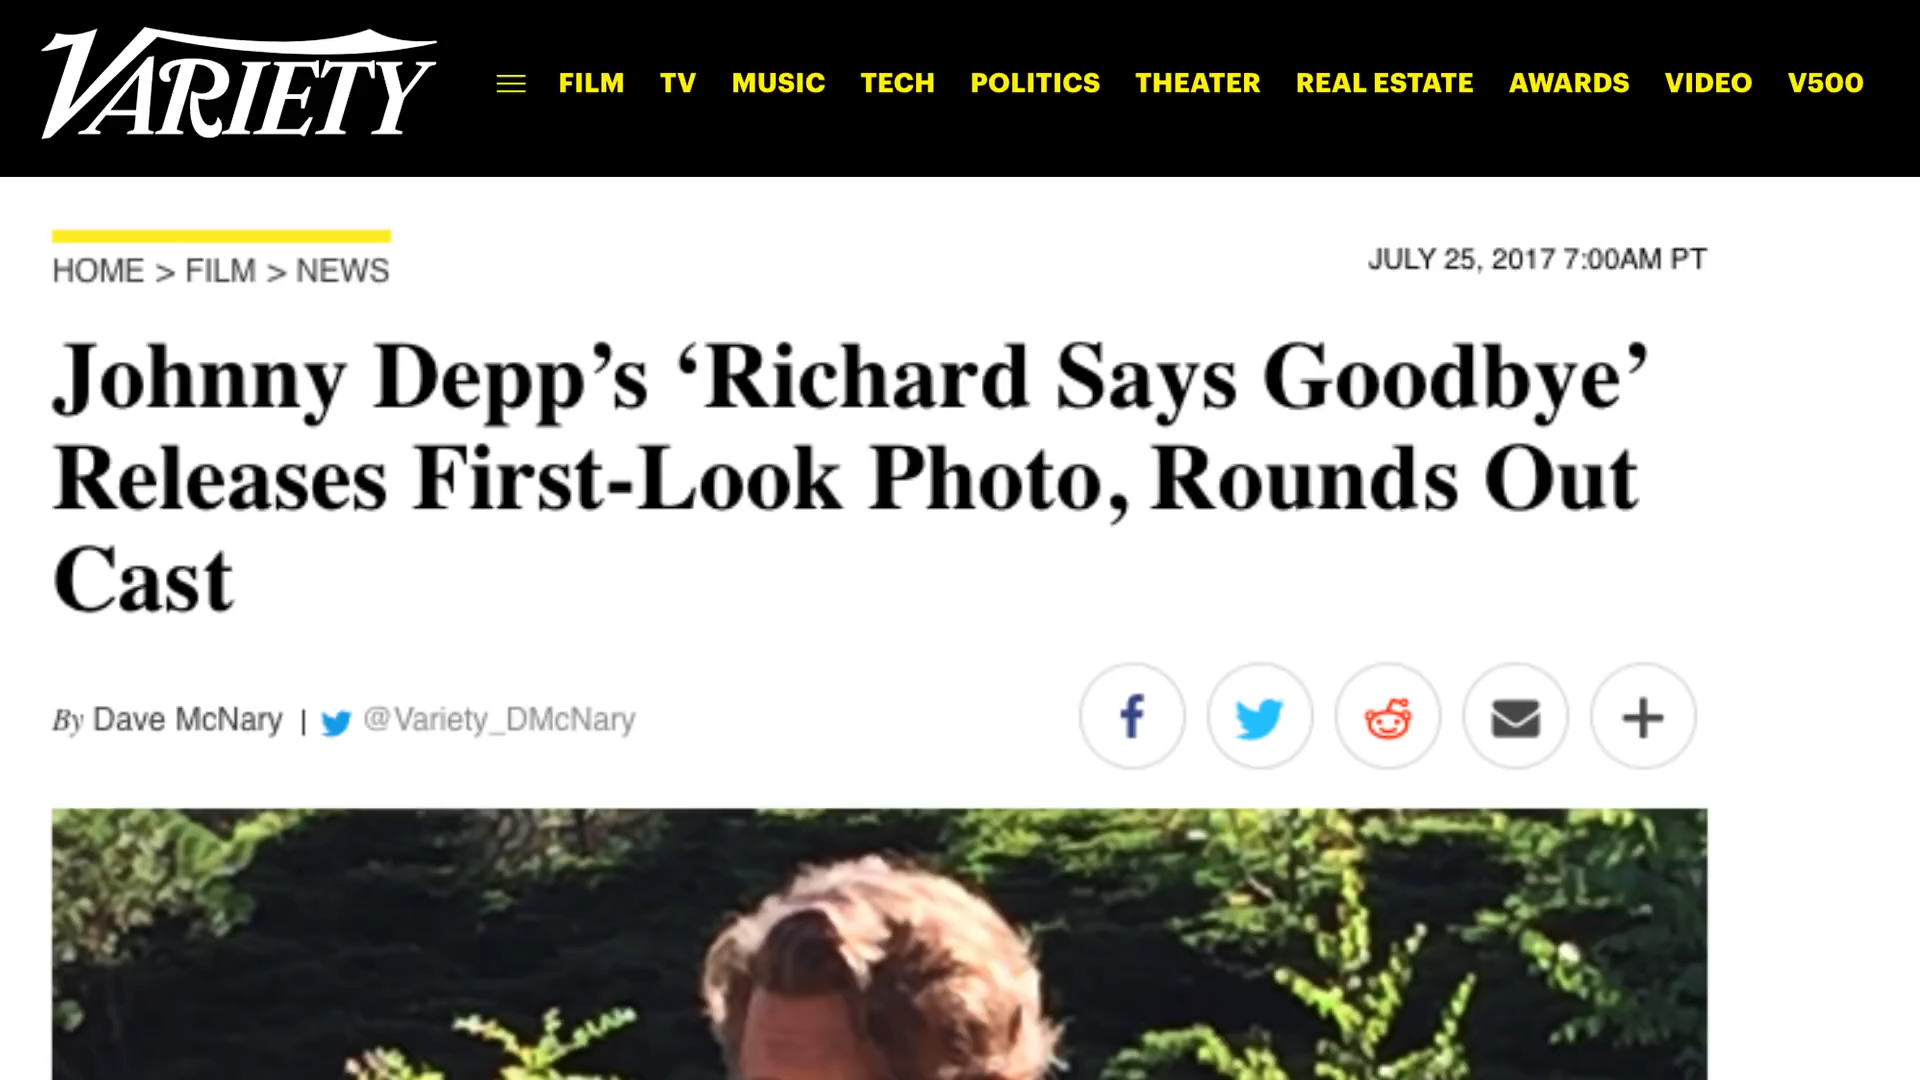 VARIETY
FILM TV MUSIC TECH POLITICS THEATER REAL ESTATE AWARDS VIDEO V500
HOME > FILM > NEWS
JULY 25, 2017 7:00AM PT
Johnny Depp’s ‘Richard Says Goodbye’
Releases First-Look Photo, Rounds Out
Cast
By Dave McNary | @Variety_DMcNary